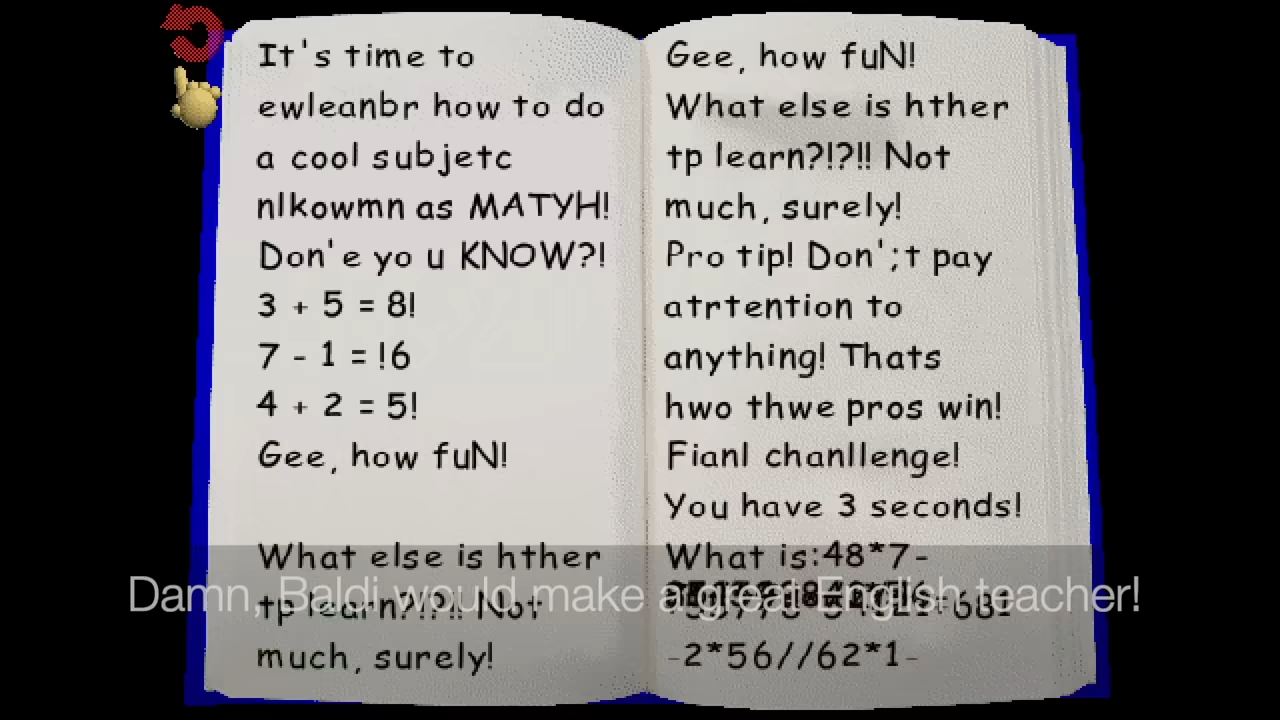 It's time to
ewleanbr how to do
a cool subjetc
nlkowmn as MATYH!
Don'e yo u KNOW?!
3 + 5 = 8!
7 - 1 = !6
4 + 2 = 5!
Gee, how fuN!
What else is hther
tp learn?!?!! Not
much, surely!
Gee, how fuN!
What else is hther
tp learn?!?!! Not
much, surely!
Pro tip! Don';t pay
atrtention to
anything! Thats
hwo thwe pros win!
Fianl chanllenge!
You have 3 seconds!
What is:48*7-
-2*56//62*1-
Damn, Baldi would make a great English teacher!